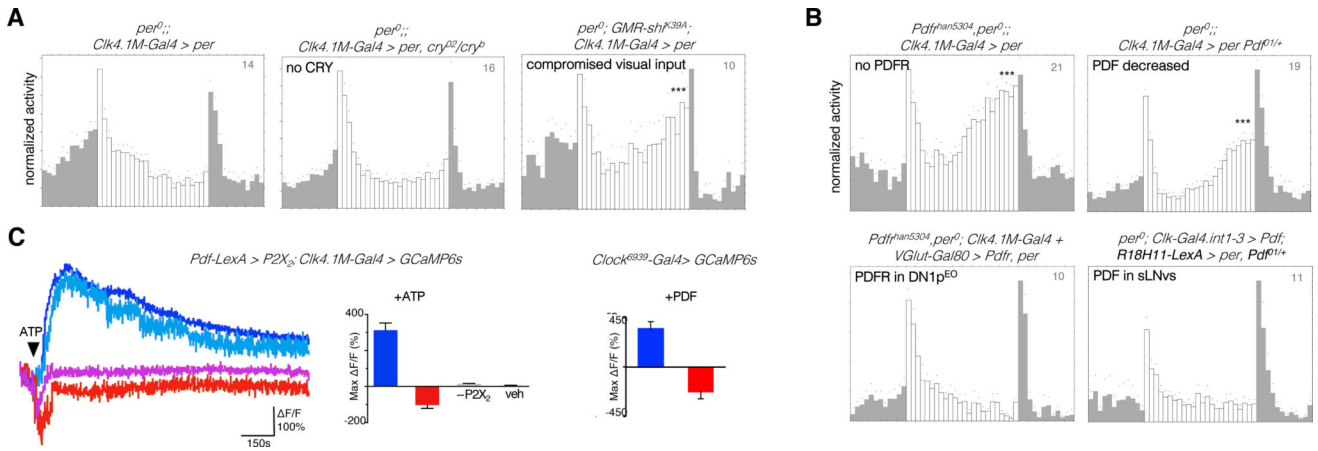 A
per⁰;;
Clk4.1M-Gal4 > per
14
per⁰;;
Clk4.1M-Gal4 > per, cry⁰²/cryᵇ
no CRY
16
per⁰; GMR-shiᴷ³⁹ᴬ;
Clk4.1M-Gal4 > per
compromised visual input
10
***
normalized activity
B
Pdfrʰᵃⁿ⁵³⁰⁴,per⁰;;
Clk4.1M-Gal4 > per
no PDFR
21
***
per⁰;;
Clk4.1M-Gal4; > per Pdf⁰¹/⁺
PDF decreased
19
***
normalized activity
Pdfrʰᵃⁿ⁵³⁰⁴,per⁰; Clk4.1M-Gal4 +
VGlut-Gal80 > Pdfr, per
PDFR in DN1pᴱᴼ
10
per⁰; Clk-Gal4.int1-3 > Pdf;
R18H11-LexA > per, Pdf⁰¹/⁺
PDF in sLNvs
11
C
Pdf-LexA > P2X₂; Clk4.1M-Gal4 > GCaMP6s
ATP
ΔF/F
100%
150s
+ATP
400
Max ΔF/F (%)
-200
−P2X₂
veh
Clock⁶⁹³⁹-Gal4> GCaMP6s
+PDF
450
Max ΔF/F (%)
-450